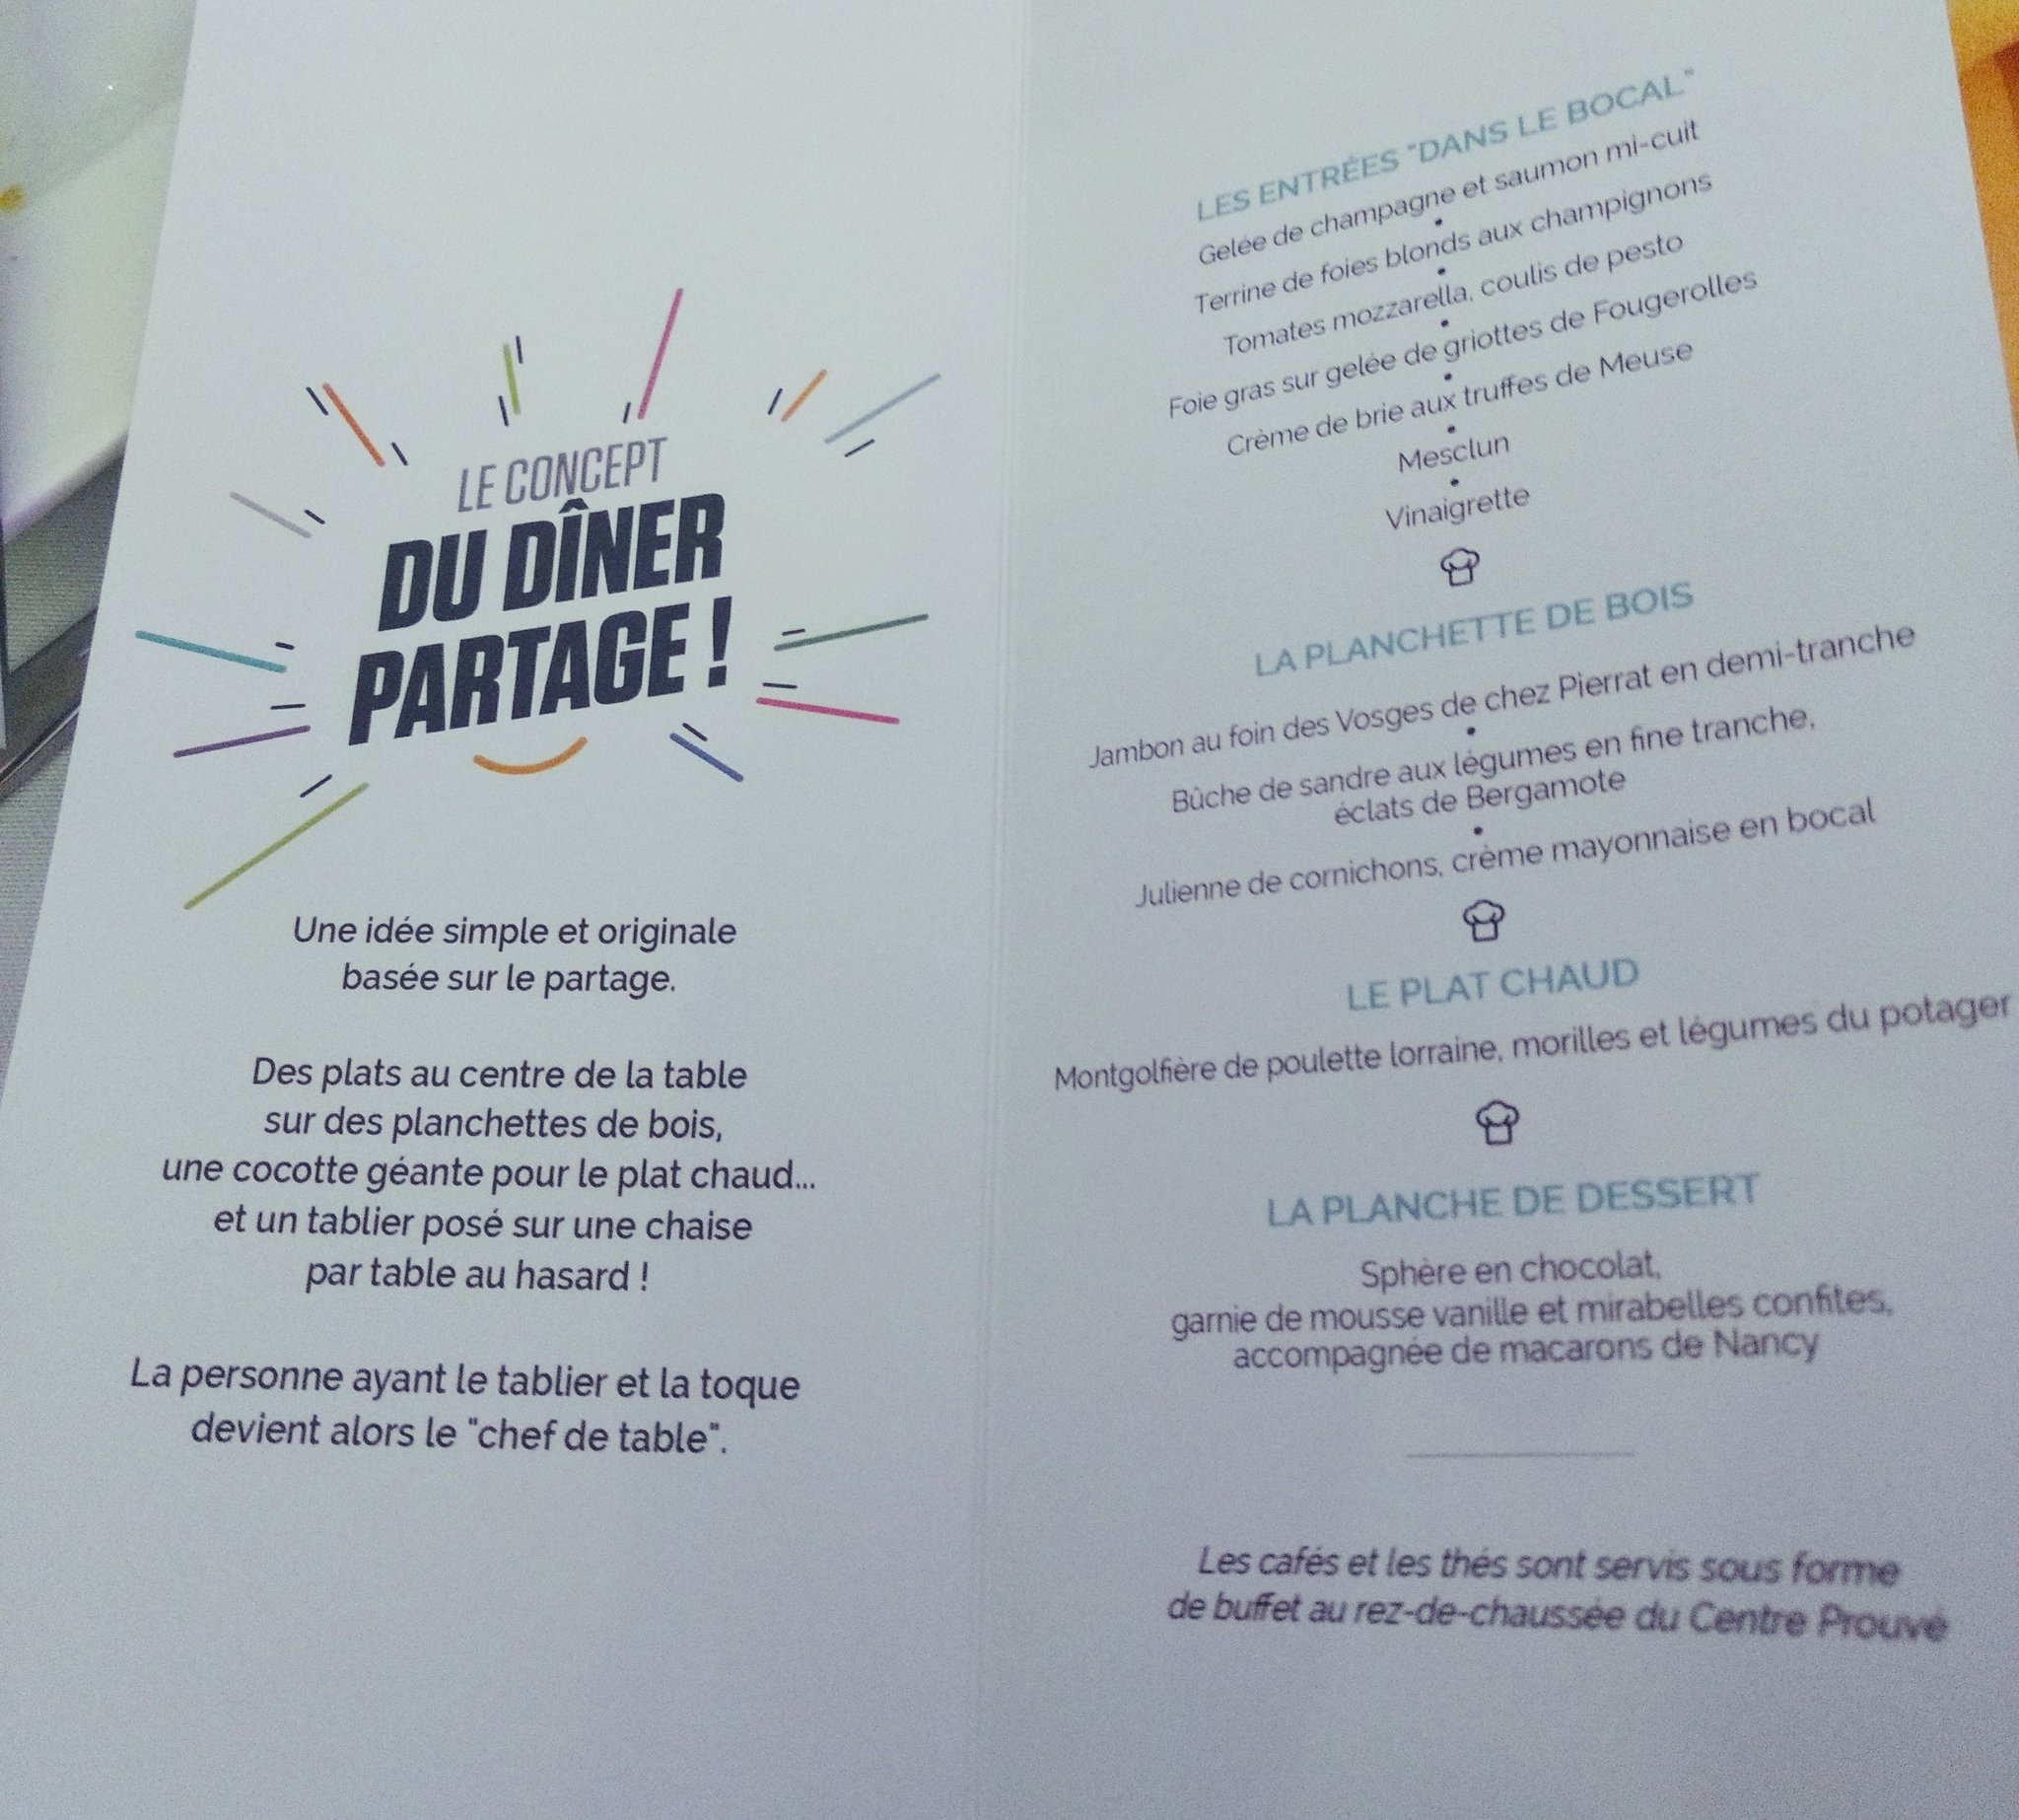 LE CONCEPT
DU DÎNER
PARTAGE !
Une idée simple et originale
basée sur le partage.
Des plats au centre de la table
sur des planchettes de bois,
une cocotte géante pour le plat chaud...
et un tablier posé sur une chaise
par table au hasard !
La personne ayant le tablier et la toque
devient alors le "chef de table".
LES ENTRÉES "DANS LE BOCAL"
Gelée de champagne et saumon mi-cuit
•
Terrine de foies blonds aux champignons
•
Tomates mozzarella, coulis de pesto
•
Foie gras sur gelée de griottes de Fougerolles
•
Crème de brie aux truffes de Meuse
•
Mesclun
•
Vinaigrette
LA PLANCHETTE DE BOIS
Jambon au foin des Vosges de chez Pierrat en demi-tranche
•
Bûche de sandre aux légumes en fine tranche,
éclats de Bergamote
•
Julienne de cornichons, crème mayonnaise en bocal
LE PLAT CHAUD
Montgolfière de poulette lorraine, morilles et légumes du potager
LA PLANCHE DE DESSERT
Sphère en chocolat,
garnie de mousse vanille et mirabelles confites,
accompagnée de macarons de Nancy
Les cafés et les thés sont servis sous forme
de buffet au rez-de-chaussée du Centre Prouvé